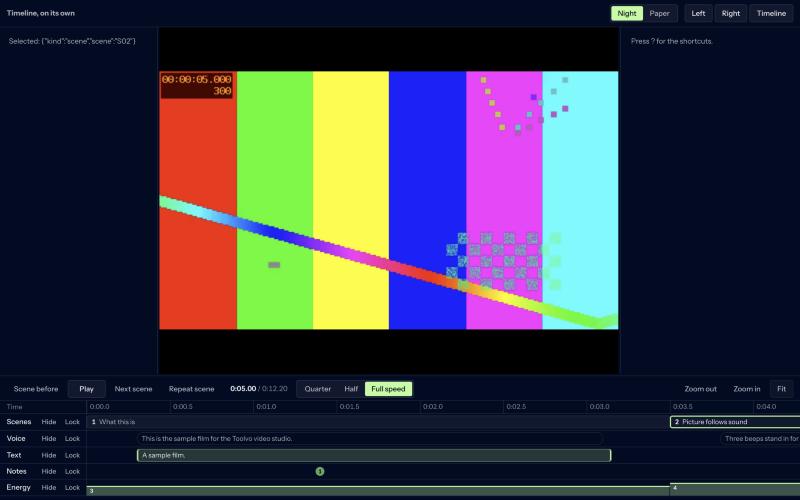 Timeline, on its own
Night Paper Left Right Timeline
Selected: {"kind":"scene","scene":"S02"}
Press ? for the shortcuts.
00:00:05.000
300
Scene before Play Next scene Repeat scene 0:05.00 / 0:12.20 Quarter Half Full speed Zoom out Zoom in Fit
Time 0:00.0 0:00.5 0:01.0 0:01.5 0:02.0 0:02.5 0:03.0 0:03.5 0:04.0
Scenes Hide Lock 1 What this is 2 Picture follows sound
Voice Hide Lock This is the sample film for the Toolvo video studio. Three beeps stand in for
Text Hide Lock A sample film.
Notes Hide Lock 1
Energy Hide Lock 3 4